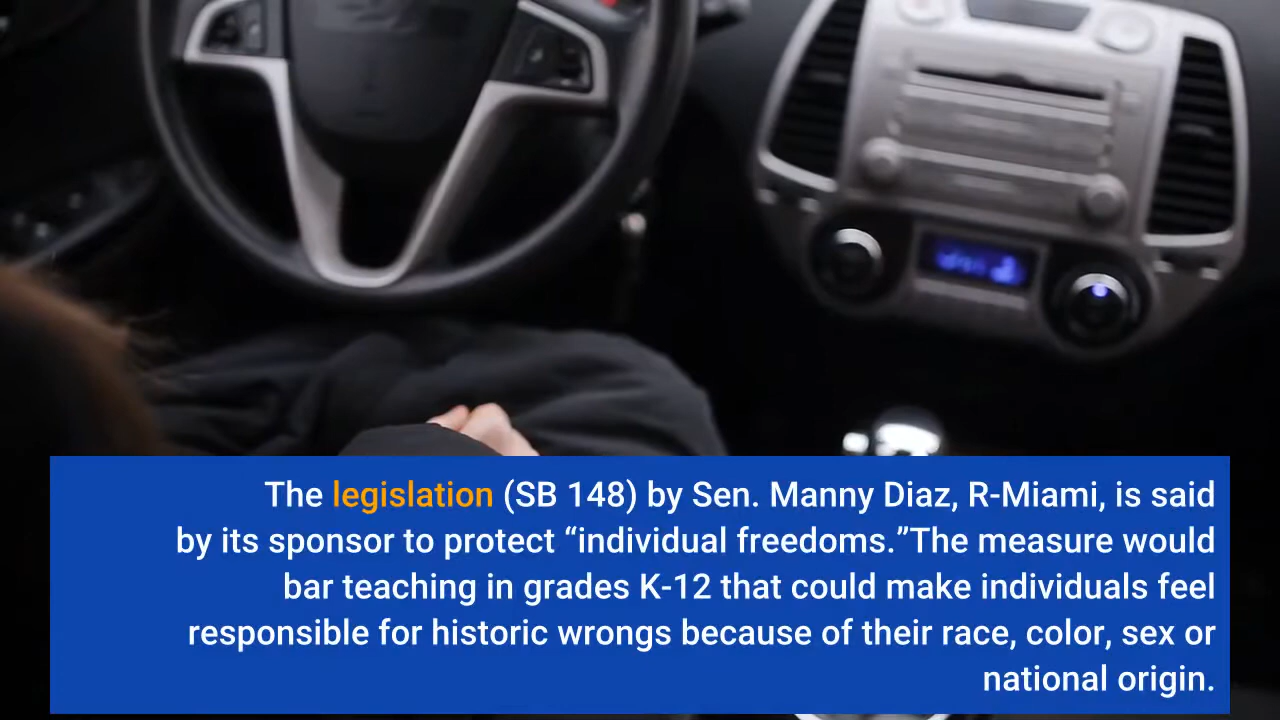 The legislation (SB 148) by Sen. Manny Diaz, R-Miami, is said
by its sponsor to protect “individual freedoms.”The measure would
bar teaching in grades K-12 that could make individuals feel
responsible for historic wrongs because of their race, color, sex or
national origin.